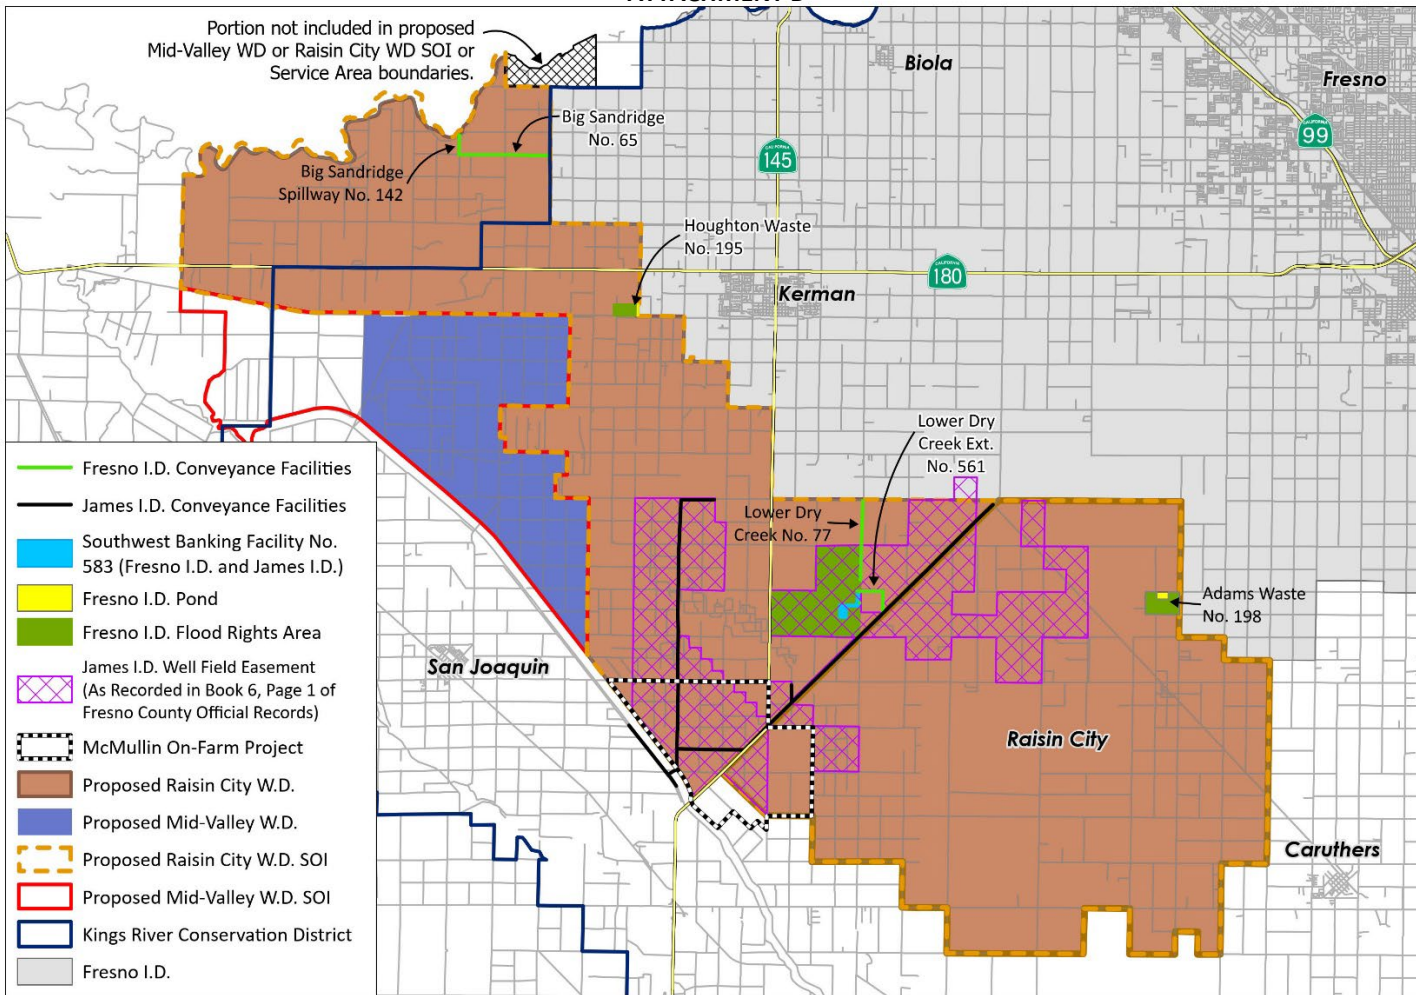 Portion not included in proposed
Mid-Valley WD or Raisin City WD SOI or
Service Area boundaries.
Biola
Fresno
CALIFORNIA
99
Big Sandridge
No. 65
CALIFORNIA
145
Big Sandridge
Spillway No. 142
Houghton Waste
No. 195
CALIFORNIA
180
Kerman
Lower Dry
Creek Ext.
No. 561
Lower Dry
Creek No. 77
Adams Waste
No. 198
San Joaquin
Raisin City
Caruthers
Fresno I.D. Conveyance Facilities
James I.D. Conveyance Facilities
Southwest Banking Facility No.
583 (Fresno I.D. and James I.D.)
Fresno I.D. Pond
Fresno I.D. Flood Rights Area
James I.D. Well Field Easement
(As Recorded in Book 6, Page 1 of
Fresno County Official Records)
McMullin On-Farm Project
Proposed Raisin City W.D.
Proposed Mid-Valley W.D.
Proposed Raisin City W.D. SOI
Proposed Mid-Valley W.D. SOI
Kings River Conservation District
Fresno I.D.